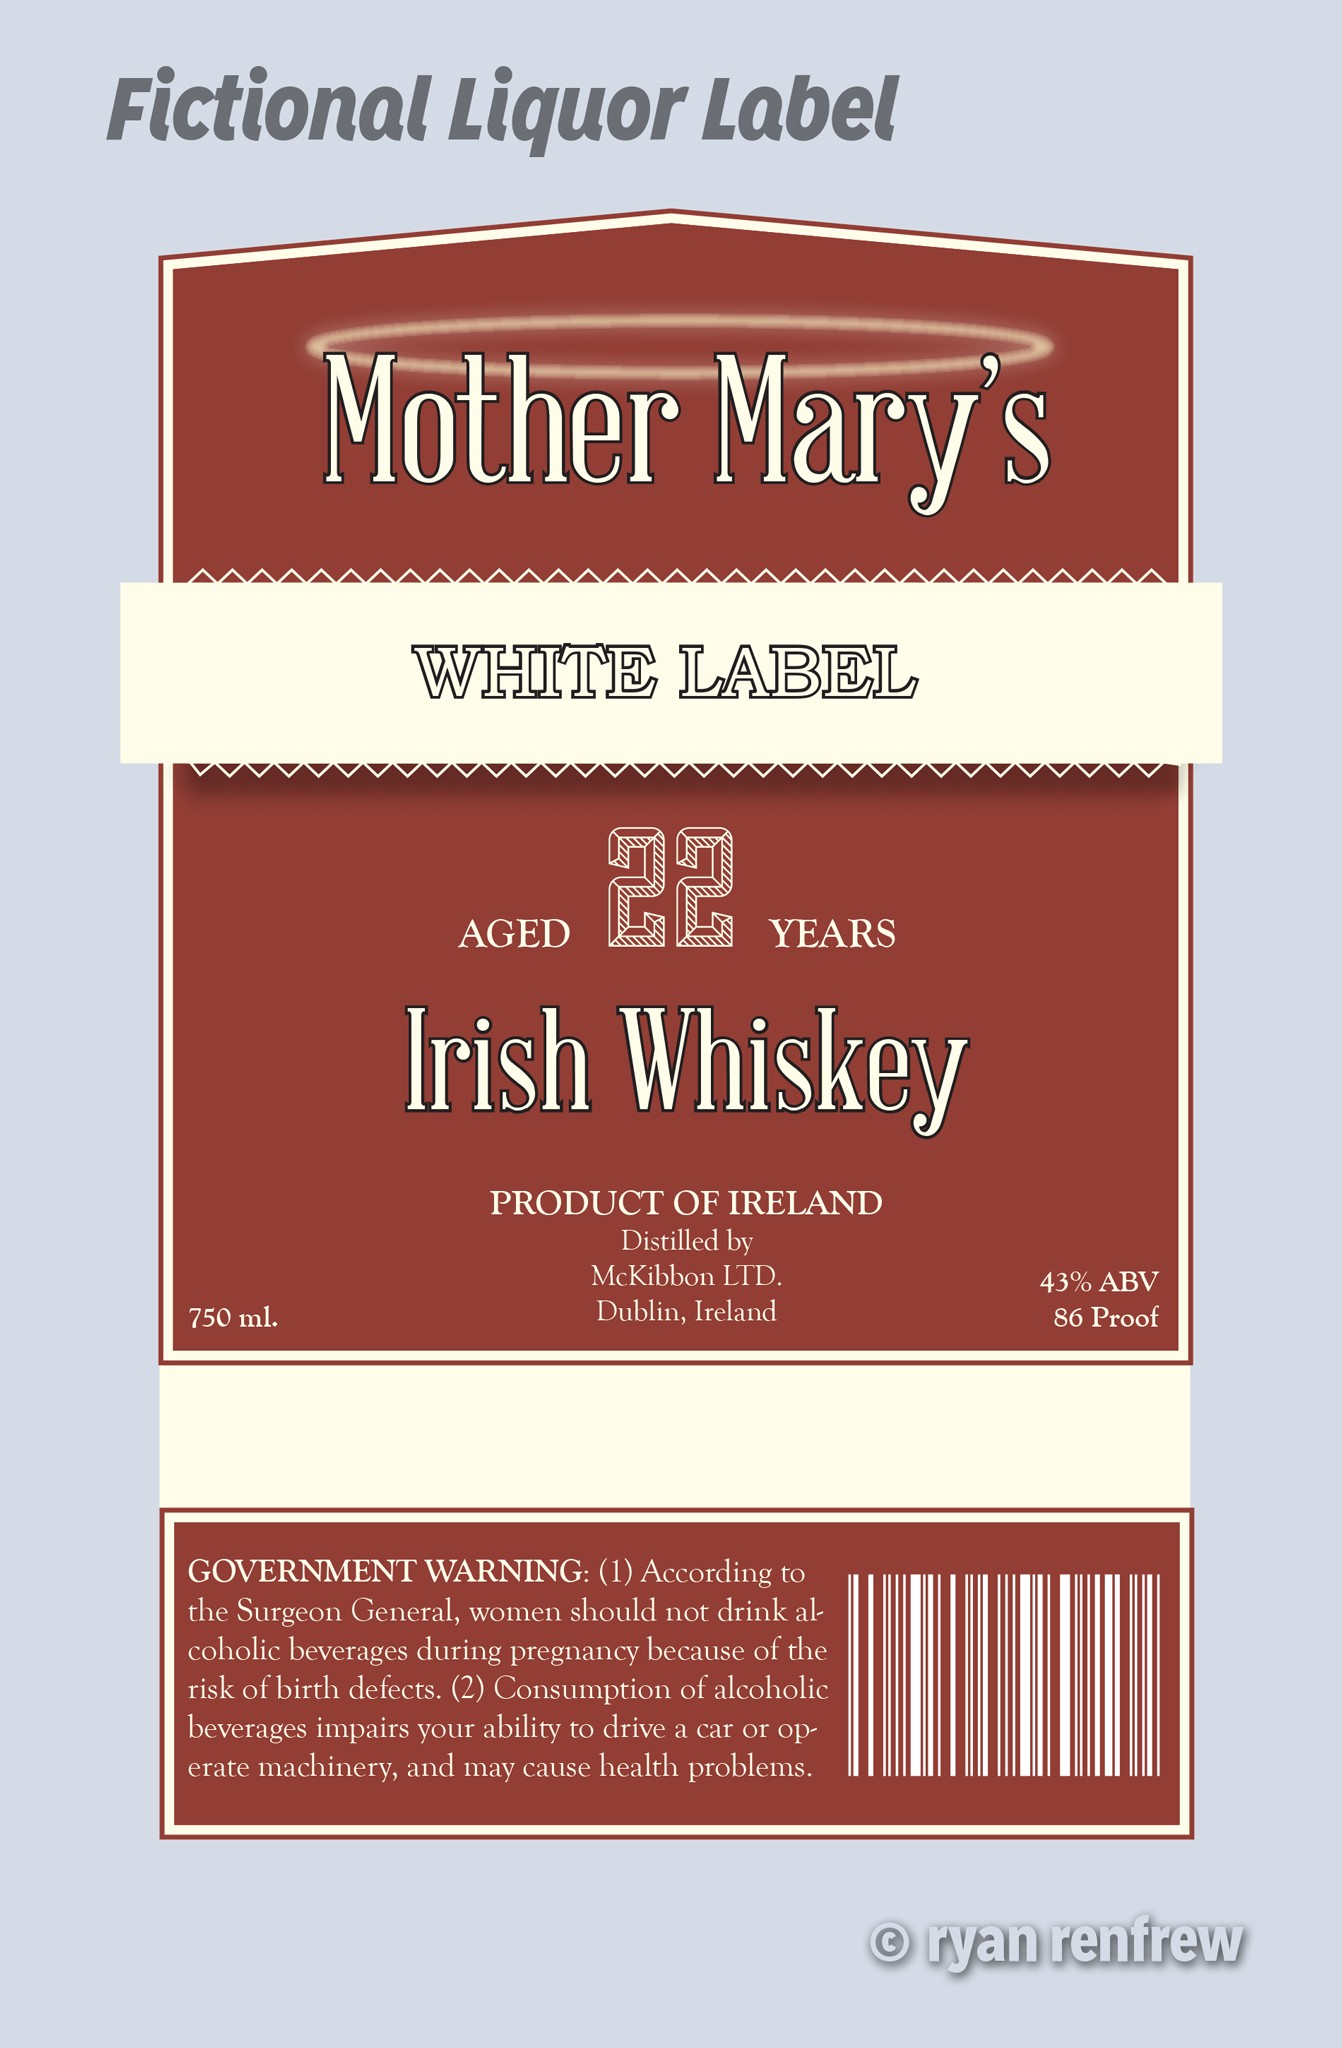 Fictional Liquor Label
Mother Mary's
WHITE LABEL
AGED 22 YEARS
Irish Whiskey
PRODUCT OF IRELAND
Distilled by
McKibbon LTD.
Dublin, Ireland
750 ml.
43% ABV
86 Proof
GOVERNMENT WARNING: (1) According to
the Surgeon General, women should not drink al-
coholic beverages during pregnancy because of the
risk of birth defects. (2) Consumption of alcoholic
beverages impairs your ability to drive a car or op-
erate machinery, and may cause health problems.
© ryan renfrew